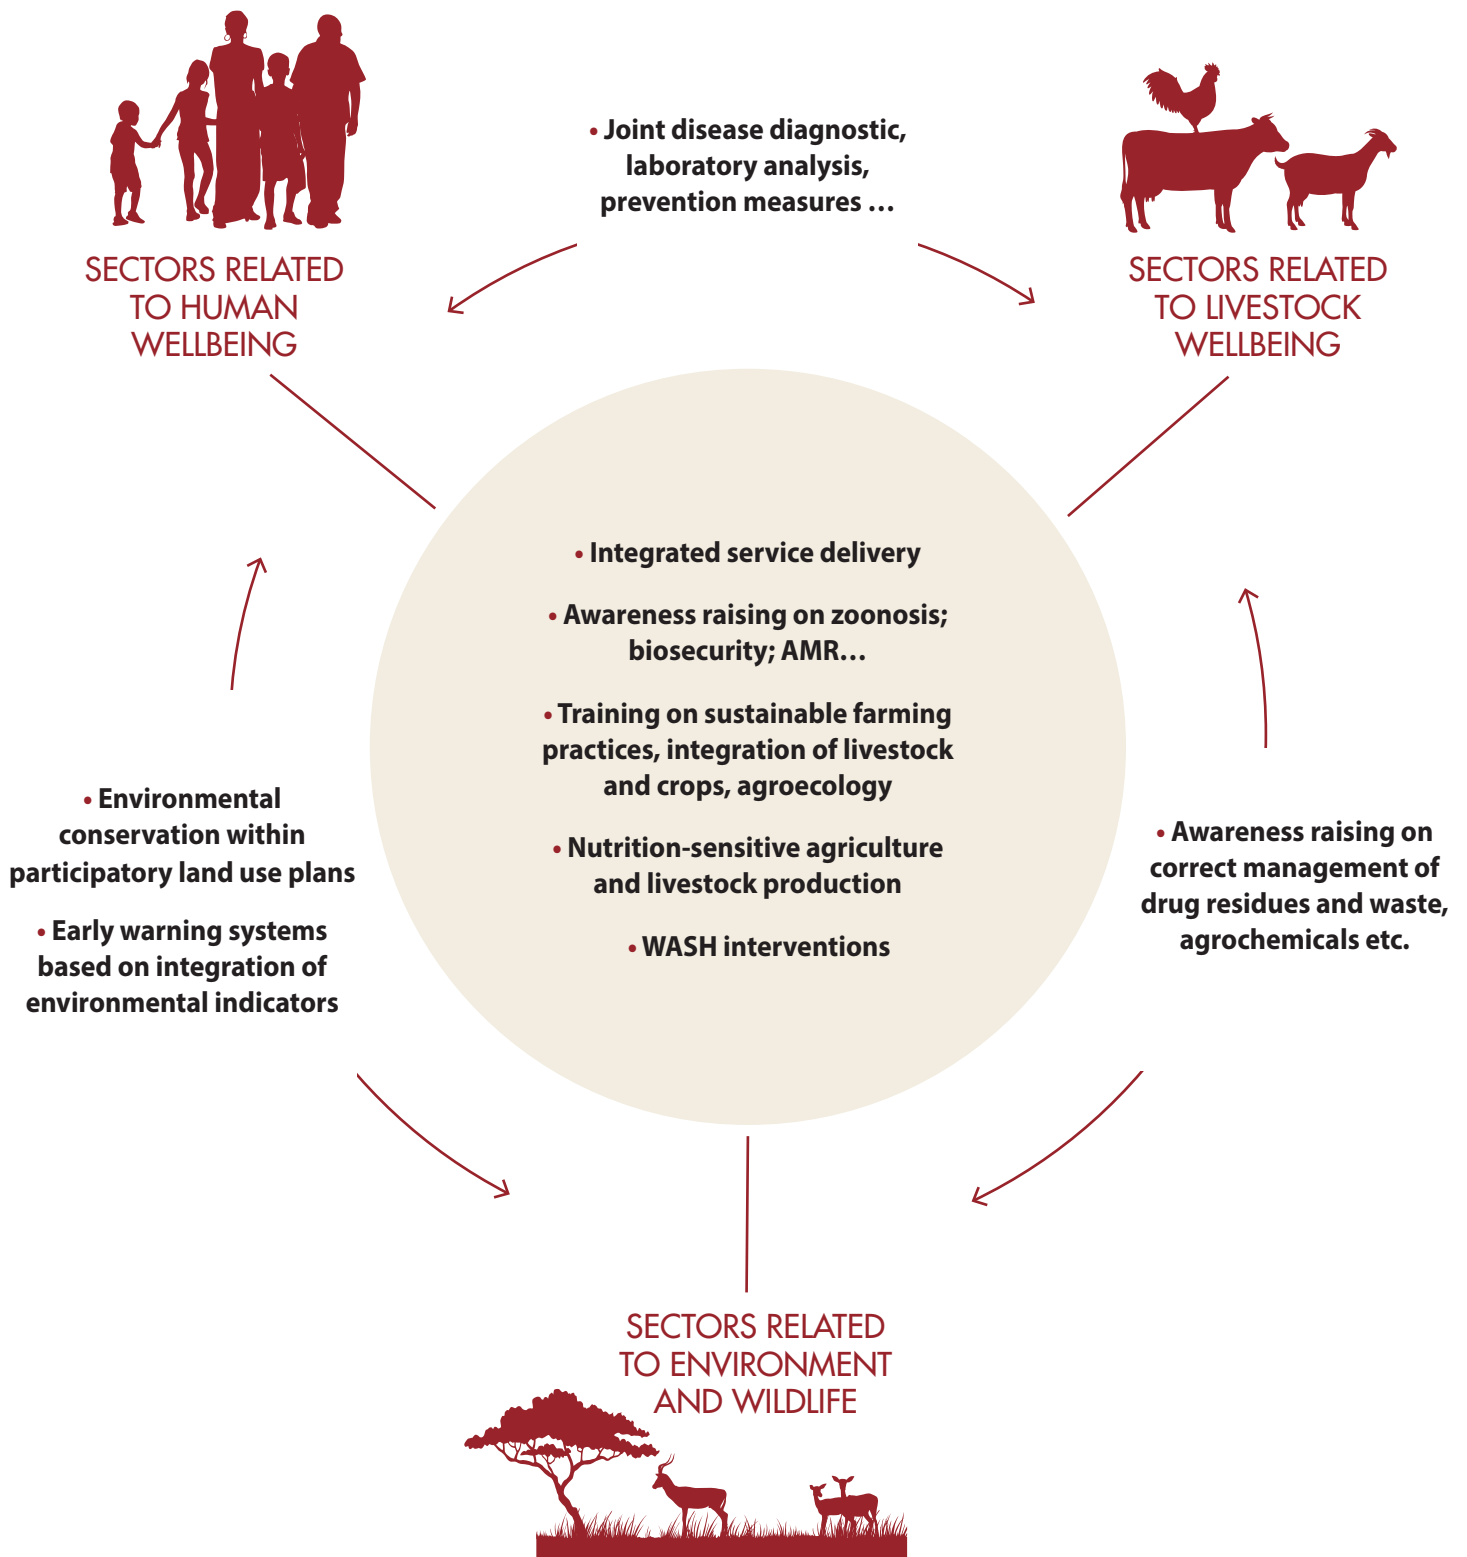 • Joint disease diagnostic,
laboratory analysis,
prevention measures …
SECTORS RELATED
TO HUMAN
WELLBEING
SECTORS RELATED
TO LIVESTOCK
WELLBEING
• Integrated service delivery
• Awareness raising on zoonosis;
biosecurity; AMR…
• Training on sustainable farming
practices, integration of livestock
and crops, agroecology
• Nutrition-sensitive agriculture
and livestock production
• WASH interventions
• Environmental
conservation within
participatory land use plans
• Early warning systems
based on integration of
environmental indicators
• Awareness raising on
correct management of
drug residues and waste,
agrochemicals etc.
SECTORS RELATED
TO ENVIRONMENT
AND WILDLIFE